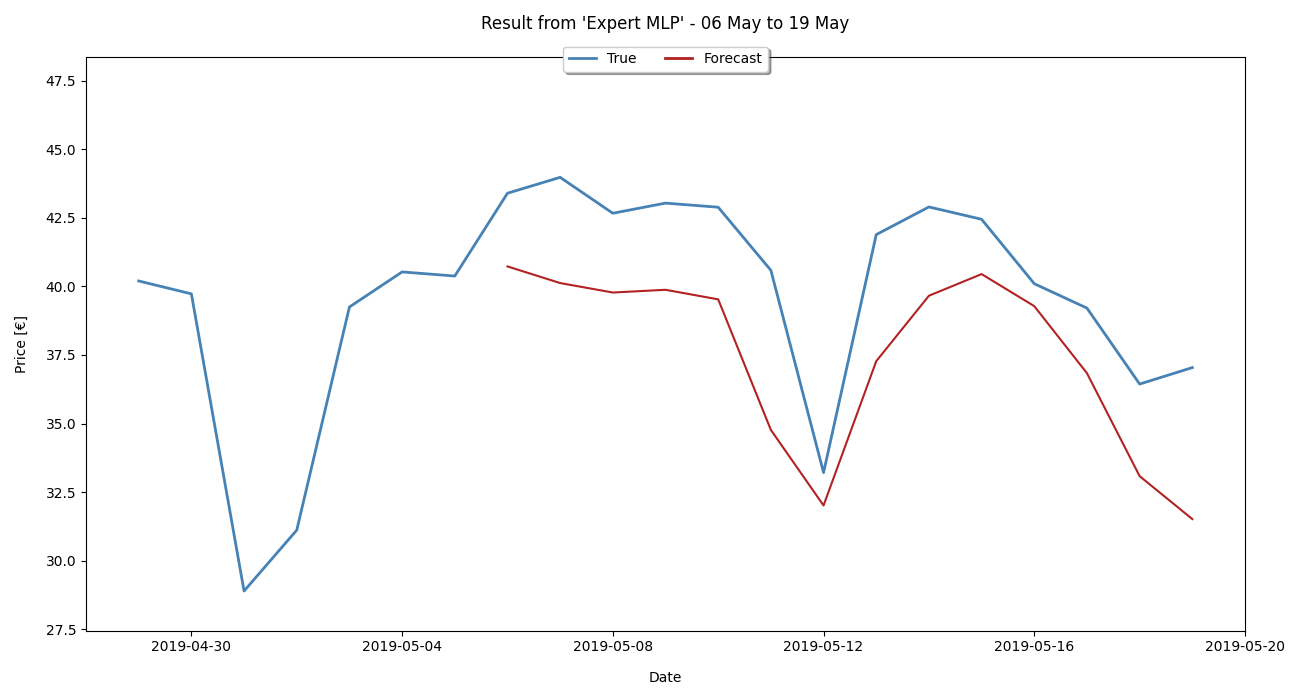 Result from 'Expert MLP' - 06 May to 19 May
True Forecast
47.5
45.0
42.5
40.0
37.5
35.0
32.5
30.0
27.5
Price [€]
2019-04-30 2019-05-04 2019-05-08 2019-05-12 2019-05-16 2019-05-20
Date